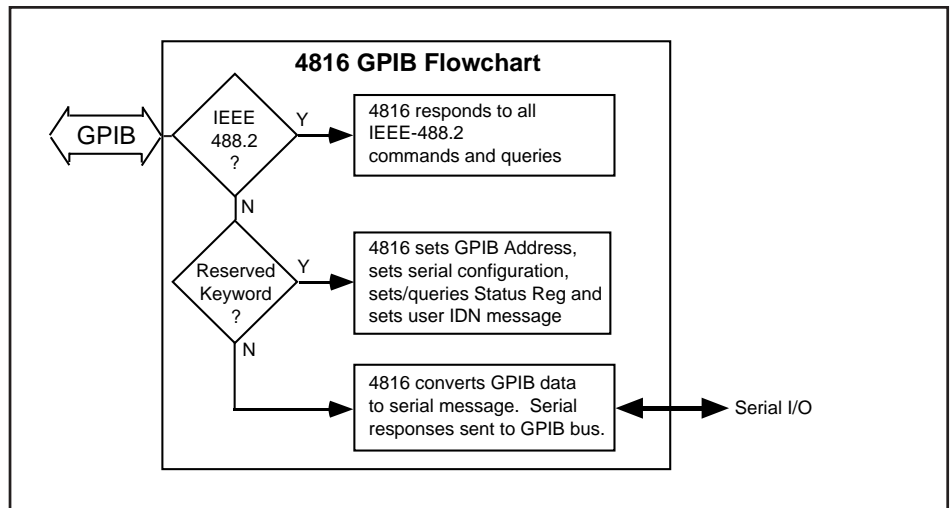 4816 GPIB Flowchart
GPIB
IEEE
488.2
?
Y
4816 responds to all
IEEE-488.2
commands and queries
N
Reserved
Keyword
?
Y
4816 sets GPIB Address,
sets serial configuration,
sets/queries Status Reg and
sets user IDN message
N
4816 converts GPIB data
to serial message.  Serial
responses sent to GPIB bus.
Serial I/O